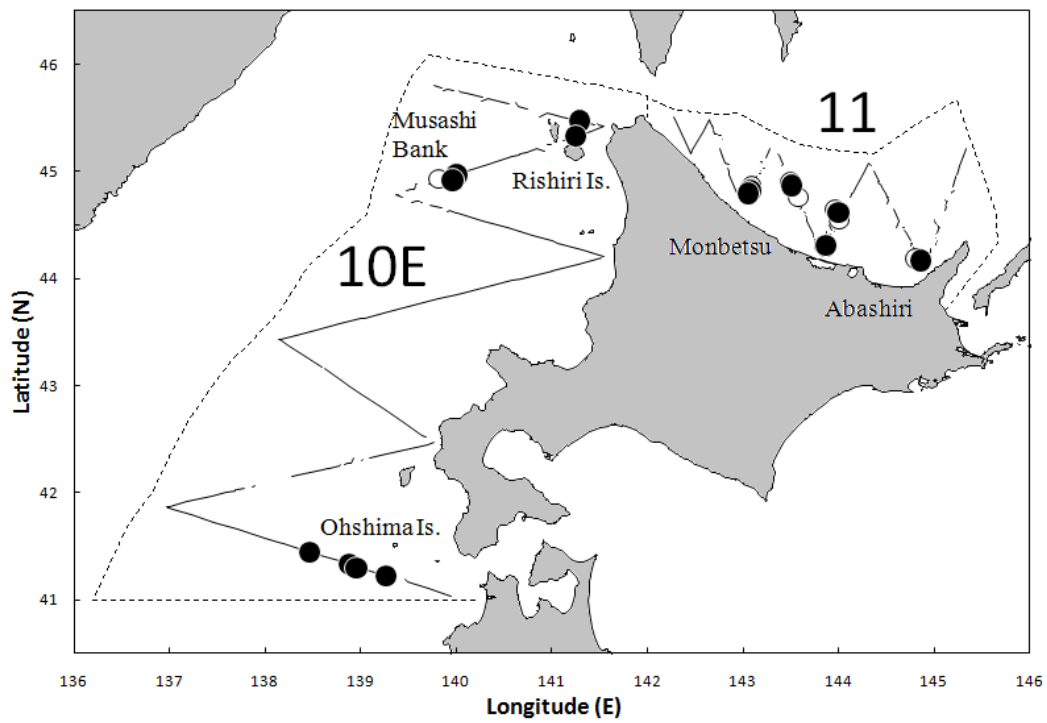 46
45
44
43
42
41
Latitude (N)
11
Musashi
Bank
Rishiri Is.
10E
Monbetsu
Abashiri
Ohshima Is.
136
137
138
139
140
141
142
143
144
145
146
Longitude (E)